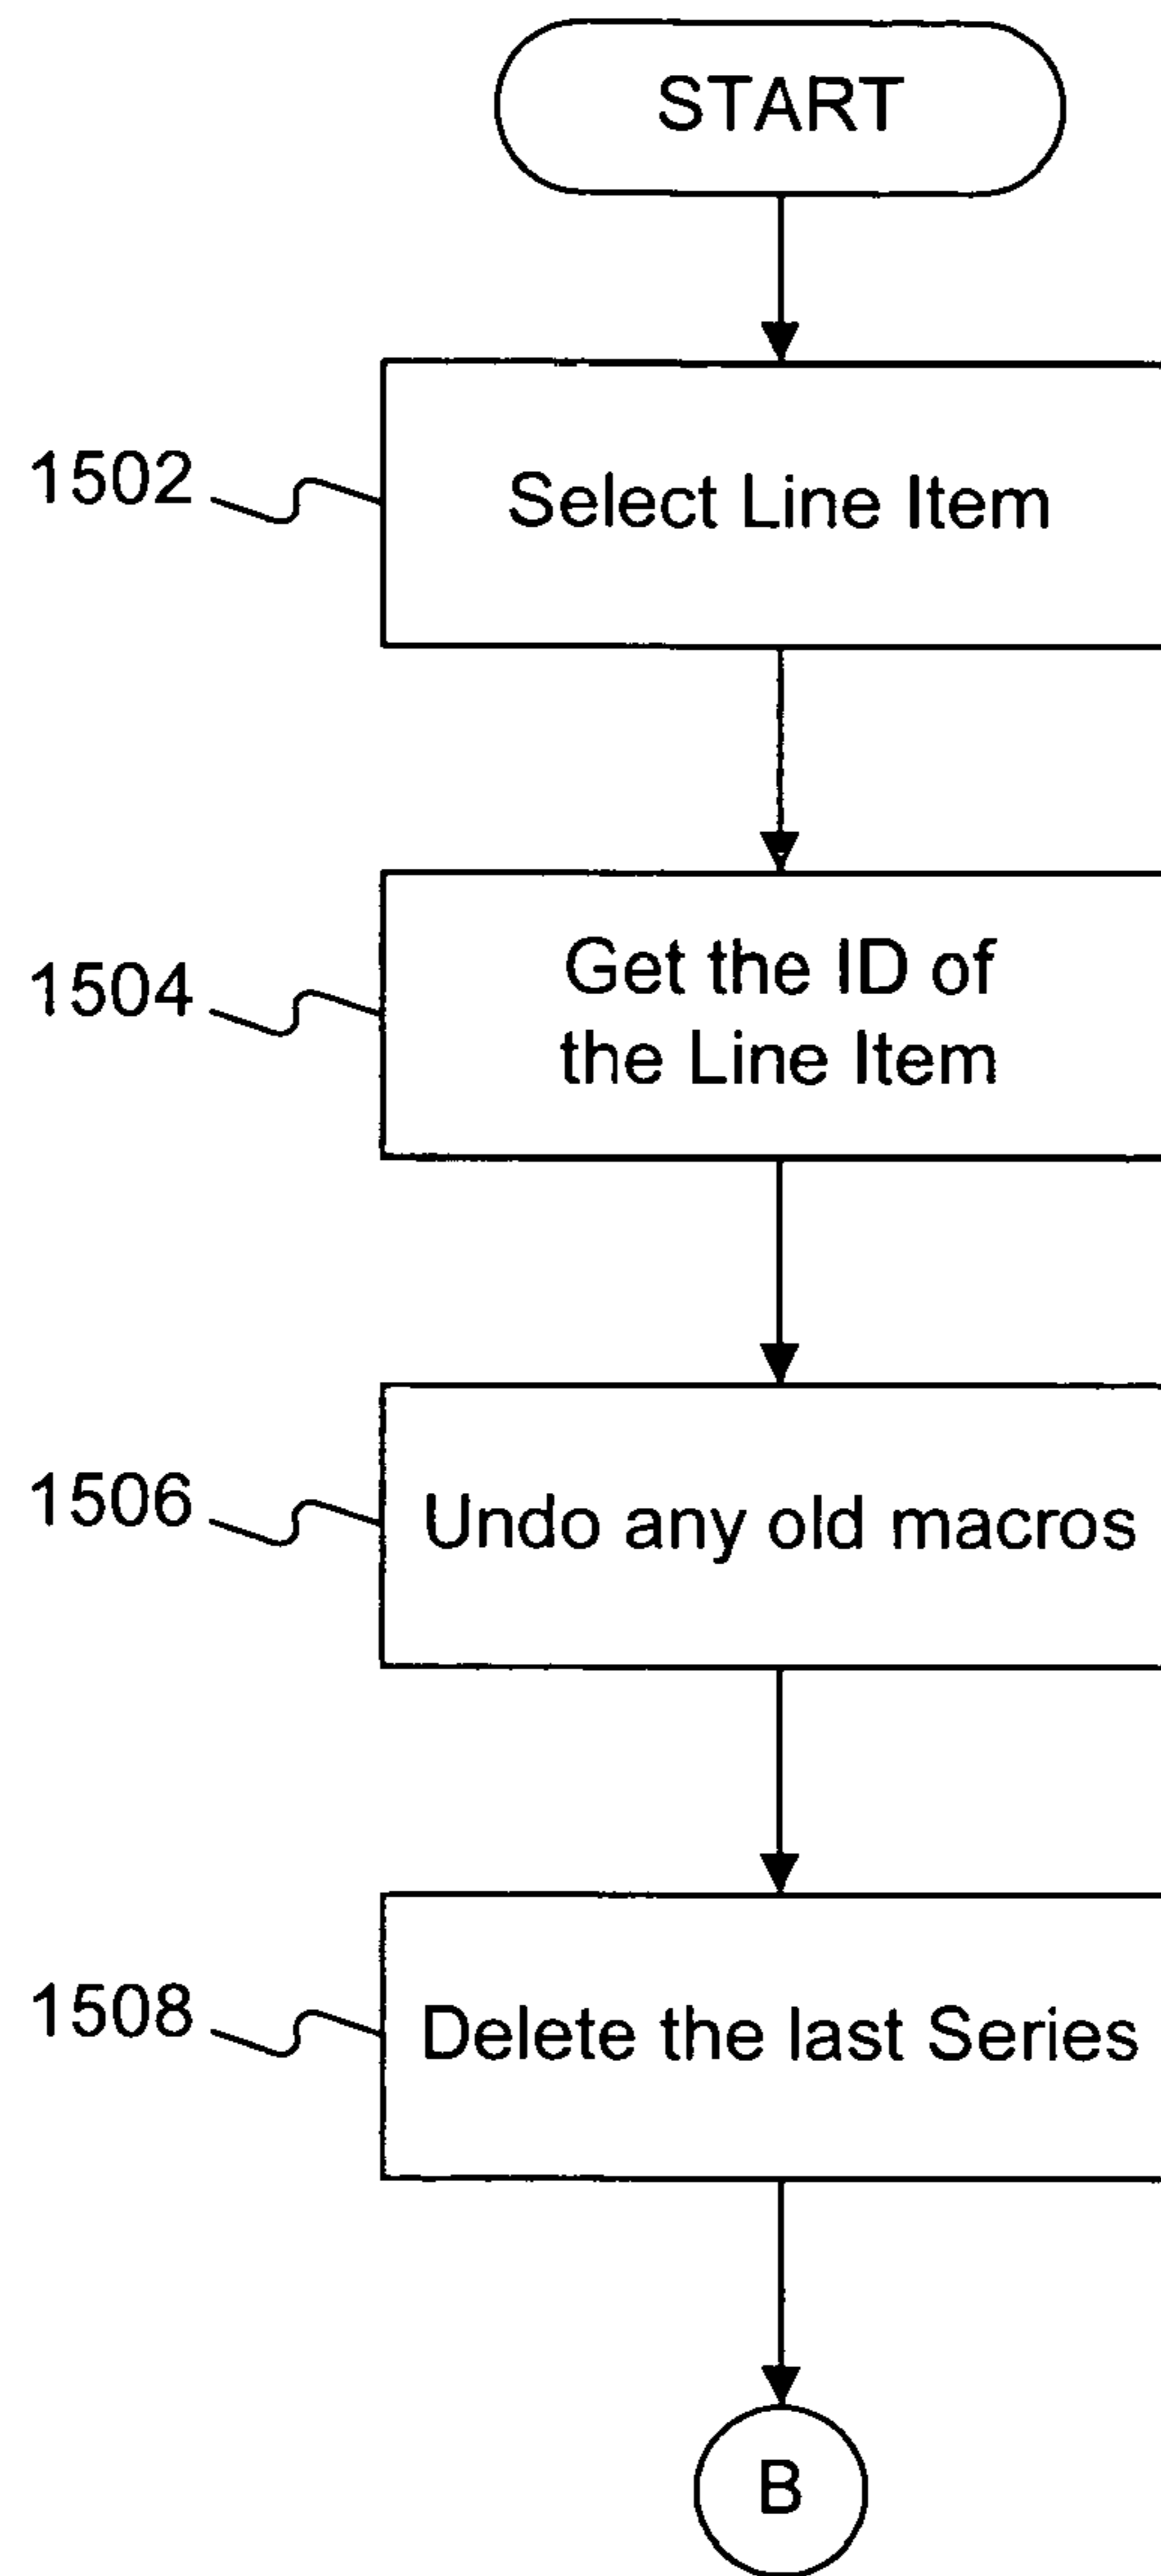 START
1502
Select Line Item
1504
Get the ID of
the Line Item
1506
Undo any old macros
1508
Delete the last Series
B